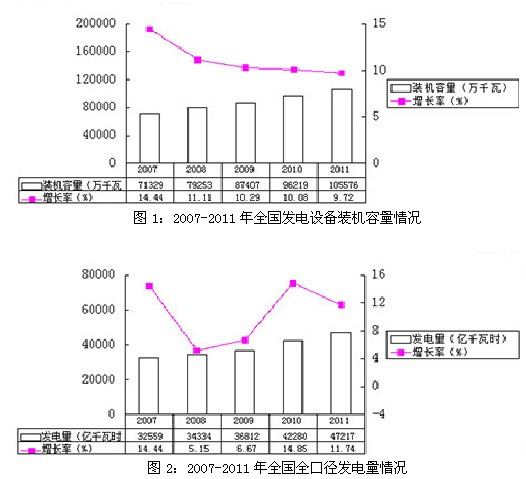 200000
160000
120000
80000
40000
0
15
10
5
0
装机容量（万千瓦）
增长率（%）
2007 2008 2009 2010 2011
装机容量（万千瓦 71329 79253 87407 96219 105576
增长率（%） 14.44 11.11 10.29 10.08 9.72
图 1：2007-2011 年全国发电设备装机容量情况
80000
60000
40000
20000
0
16
12
8
4
0
-4
发电量（亿千瓦时）
增长率（%）
2007 2008 2009 2010 2011
发电量（亿千瓦时 32559 34334 36812 42280 47217
增长率（%） 14.44 5.15 6.67 14.85 11.74
图 2：2007-2011 年全国全口径发电量情况